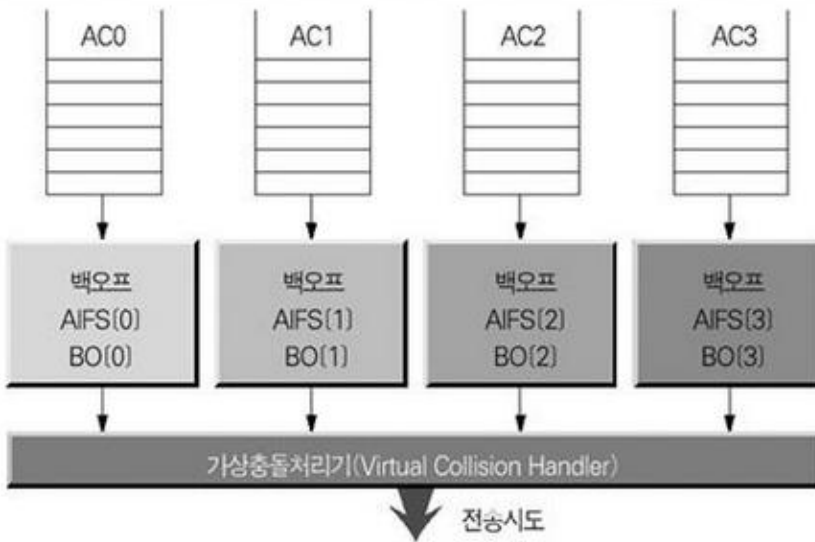 AC0 AC1 AC2 AC3
백오프 백오프 백오프 백오프
AIFS(0) AIFS(1) AIFS(2) AIFS(3)
BO(0) BO(1) BO(2) BO(3)
가상충돌처리기(Virtual Collision Handler)
전송시도